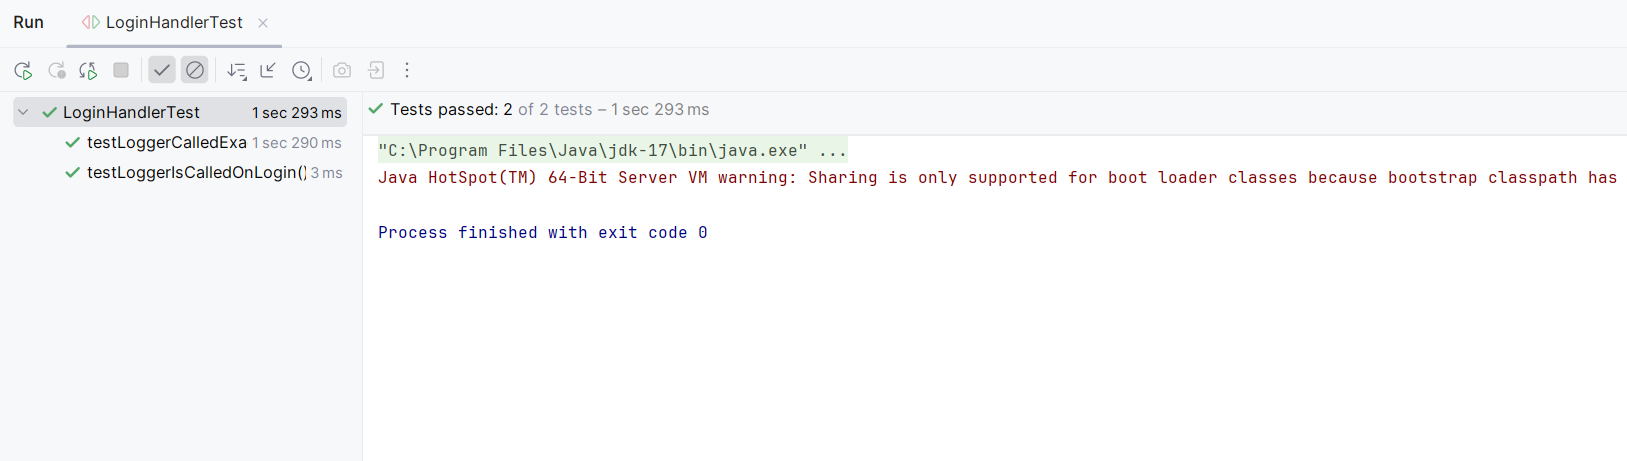 Run LoginHandlerTest
LoginHandlerTest 1 sec 293 ms
testLoggerCalledExa 1 sec 290 ms
testLoggerIsCalledOnLogin() 3 ms
Tests passed: 2 of 2 tests – 1 sec 293 ms
"C:\Program Files\Java\jdk-17\bin\java.exe" ...
Java HotSpot(TM) 64-Bit Server VM warning: Sharing is only supported for boot loader classes because bootstrap classpath has
Process finished with exit code 0